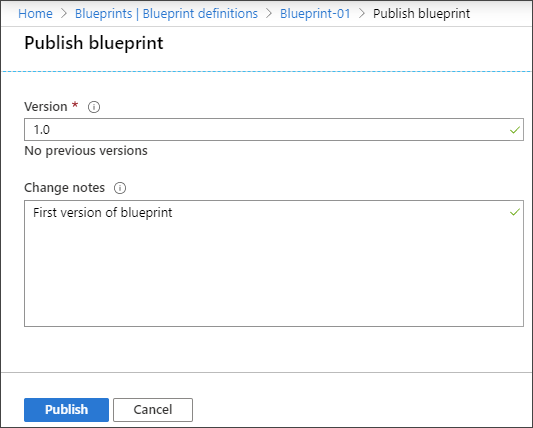 Home > Blueprints | Blueprint definitions > Blueprint-01 > Publish blueprint
Publish blueprint
Version *
1.0
No previous versions
Change notes
First version of blueprint
Publish Cancel